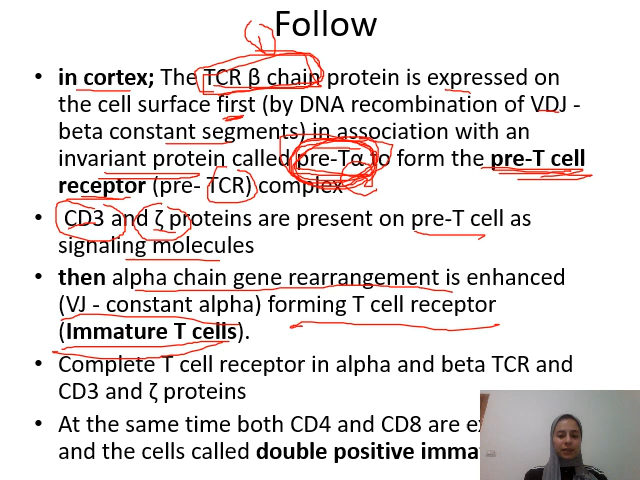 Follow
• in cortex; The TCR β chain protein is expressed on
the cell surface first (by DNA recombination of VDJ -
beta constant segments) in association with an
invariant protein called pre-Tα to form the pre-T cell
receptor (pre- TCR) complex
• CD3 and ζ proteins are present on pre-T cell as
signaling molecules
• then alpha chain gene rearrangement is enhanced
(VJ - constant alpha) forming T cell receptor
(Immature T cells).
• Complete T cell receptor in alpha and beta TCR and
CD3 and ζ proteins
• At the same time both CD4 and CD8 are
and the cells called double positive